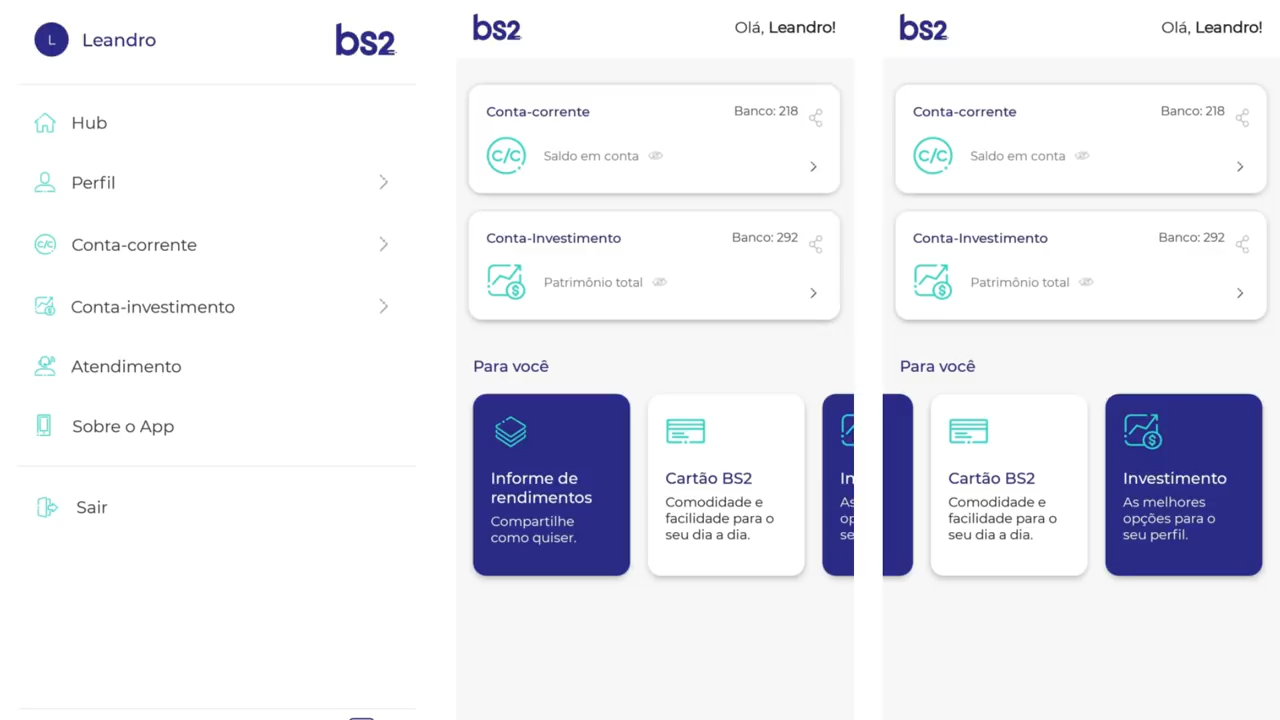 L
Leandro
bs2
Hub
Perfil
C/C
Conta-corrente
Conta-investimento
Atendimento
Sobre o App
Sair
bs2
Olá, Leandro!
Conta-corrente
Banco: 218
C/C
Saldo em conta
Conta-Investimento
Banco: 292
$
Patrimônio total
Para você
Informe de
rendimentos
Compartilhe
como quiser.
Cartão BS2
Comodidade e
facilidade para o
seu dia a dia.
In
As
op
se
bs2
Olá, Leandro!
Conta-corrente
Banco: 218
C/C
Saldo em conta
Conta-Investimento
Banco: 292
$
Patrimônio total
Para você
Cartão BS2
Comodidade e
facilidade para o
seu dia a dia.
$
Investimento
As melhores
opções para o
seu perfil.